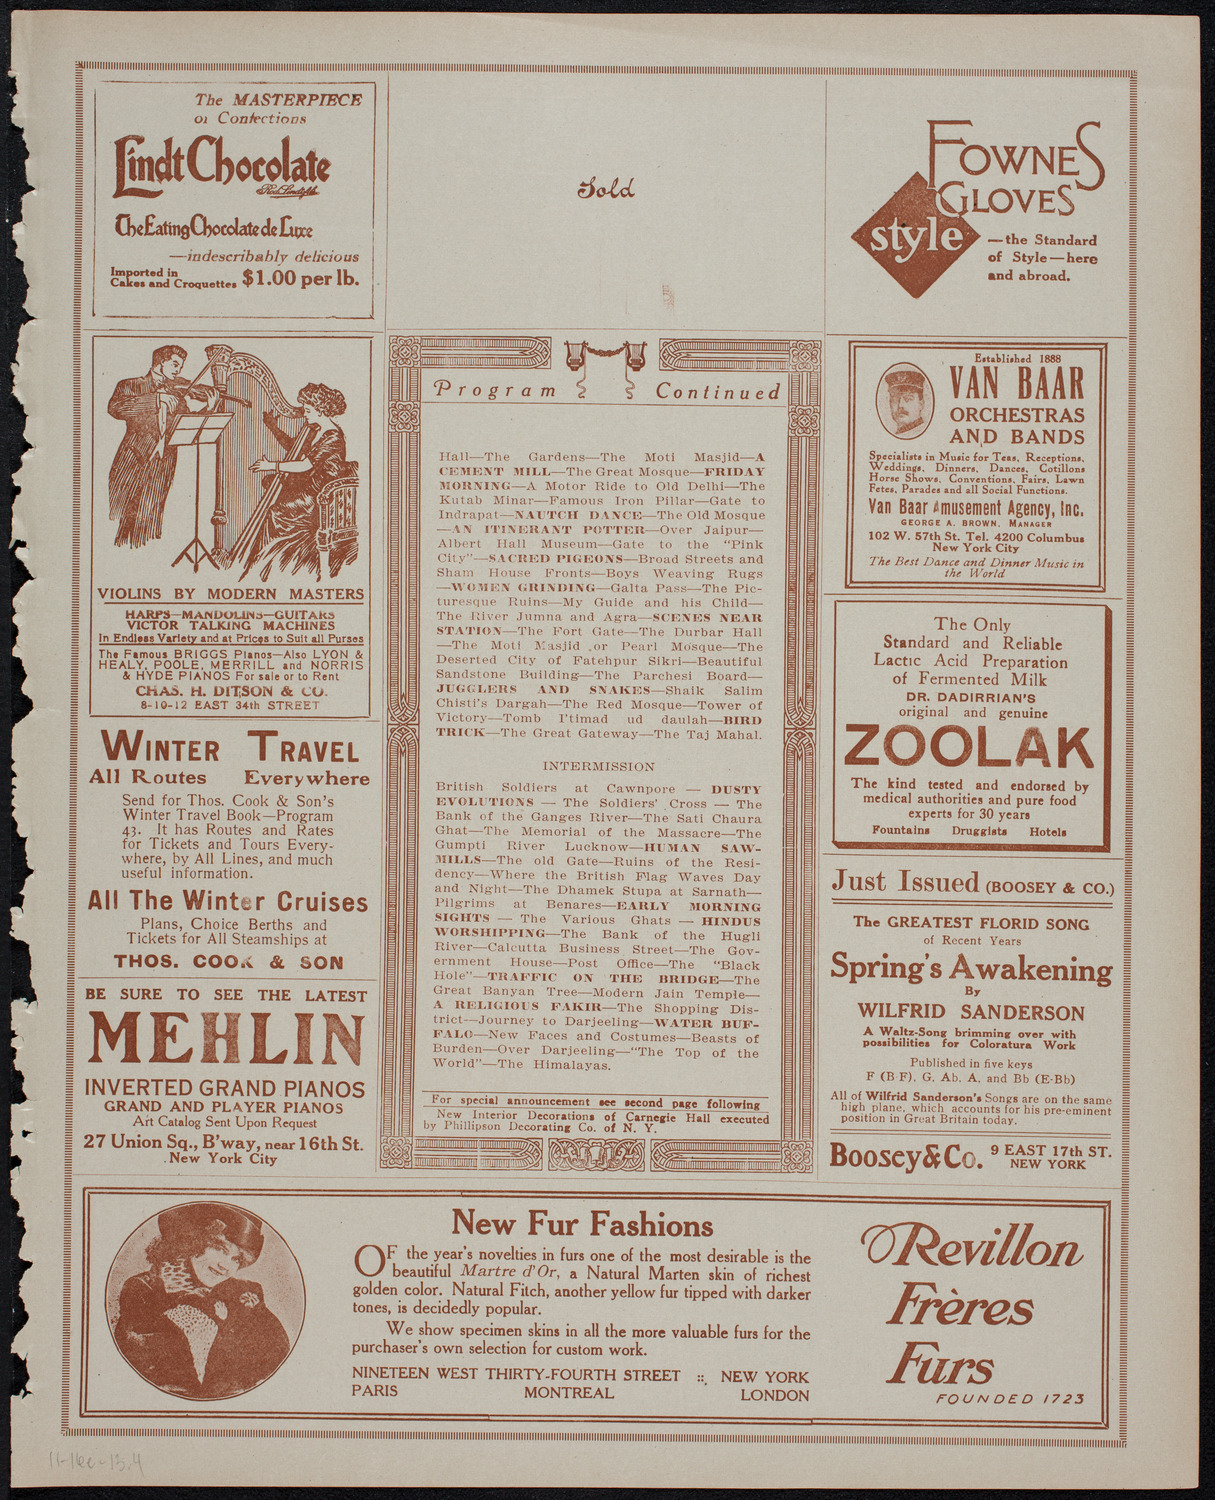 The MASTERPIECE
of Confections
Lindt Chocolate
Rod. Lindt fils
The Eating Chocolate de Luxe
—indescribably delicious
Imported in
Cakes and Croquettes $1.00 per lb.
Sold
FOWNES
GLOVES
style
—the Standard
of Style—here
and abroad.
VIOLINS BY MODERN MASTERS
HARPS—MANDOLINS—GUITARS
VICTOR TALKING MACHINES
In Endless Variety and at Prices to Suit all Purses
The Famous BRIGGS Pianos—Also LYON &
HEALY, POOLE, MERRILL and NORRIS
& HYDE PIANOS For sale or to Rent
CHAS. H. DITSON & CO.
8-10-12 EAST 34th STREET
WINTER TRAVEL
All Routes Everywhere
Send for Thos. Cook & Son's
Winter Travel Book—Program
43. It has Routes and Rates
for Tickets and Tours Every-
where, by All Lines, and much
useful information.
All The Winter Cruises
Plans, Choice Berths and
Tickets for All Steamships at
THOS. COOK & SON
BE SURE TO SEE THE LATEST
MEHLIN
INVERTED GRAND PIANOS
GRAND AND PLAYER PIANOS
Art Catalog Sent Upon Request
27 Union Sq., B'way, near 16th St.
New York City
Program Continued
Hall—The Gardens—The Moti Masjid—A
CEMENT MILL—The Great Mosque—FRIDAY
MORNING—A Motor Ride to Old Delhi—The
Kutab Minar—Famous Iron Pillar—Gate to
Indrapat—NAUTCH DANCE—The Old Mosque
—AN ITINERANT POTTER—Over Jaipur—
Albert Hall Museum—Gate to the "Pink
City"—SACRED PIGEONS—Broad Streets and
Sham House Fronts—Boys Weaving Rugs
—WOMEN GRINDING—Galta Pass—The Pic-
turesque Ruins—My Guide and his Child—
The River Jumna and Agra—SCENES NEAR
STATION—The Fort Gate—The Durbar Hall
—The Moti Masjid or Pearl Mosque—The
Deserted City of Fatehpur Sikri—Beautiful
Sandstone Building—The Parchesi Board—
JUGGLERS AND SNAKES—Shaik Salim
Chisti's Dargah—The Red Mosque—Tower of
Victory—Tomb I'timad ud daulah—BIRD
TRICK—The Great Gateway—The Taj Mahal.
INTERMISSION
British Soldiers at Cawnpore — DUSTY
EVOLUTIONS — The Soldiers' Cross — The
Bank of the Ganges River—The Sati Chaura
Ghat—The Memorial of the Massacre—The
Gumpti River Lucknow—HUMAN SAW-
MILLS—The old Gate—Ruins of the Resi-
dency—Where the British Flag Waves Day
and Night—The Dhamek Stupa at Sarnath—
Pilgrims at Benares—EARLY MORNING
SIGHTS — The Various Ghats — HINDUS
WORSHIPPING—The Bank of the Hugli
River—Calcutta Business Street—The Gov-
ernment House—Post Office—The "Black
Hole"—TRAFFIC ON THE BRIDGE—The
Great Banyan Tree—Modern Jain Temple—
A RELIGIOUS FAKIR—The Shopping Dis-
trict—Journey to Darjeeling—WATER BUF-
FALO—New Faces and Costumes—Beasts of
Burden—Over Darjeeling—"The Top of the
World"—The Himalayas.
For special announcement see second page following
New Interior Decorations of Carnegie Hall executed
by Phillipson Decorating Co. of N. Y.
Established 1888
VAN BAAR
ORCHESTRAS
AND BANDS
Specialists in Music for Teas, Receptions,
Weddings, Dinners, Dances, Cotillons
Horse Shows, Conventions, Fairs, Lawn
Fetes, Parades and all Social Functions.
Van Baar Amusement Agency, Inc.
GEORGE A. BROWN, MANAGER
102 W. 57th St. Tel. 4200 Columbus
New York City
The Best Dance and Dinner Music in
the World
The Only
Standard and Reliable
Lactic Acid Preparation
of Fermented Milk
DR. DADIRRIAN'S
original and genuine
ZOOLAK
The kind tested and endorsed by
medical authorities and pure food
experts for 30 years
Fountains Druggists Hotels
Just Issued (BOOSEY & CO.)
The GREATEST FLORID SONG
of Recent Years
Spring's Awakening
By
WILFRID SANDERSON
A Waltz-Song brimming over with
possibilities for Coloratura Work
Published in five keys
F (B-F), G, Ab, A, and Bb (E-Bb)
All of Wilfrid Sanderson's Songs are on the same
high plane, which accounts for his pre-eminent
position in Great Britain today.
Boosey & Co. 9 EAST 17th ST.
NEW YORK
New Fur Fashions
OF the year's novelties in furs one of the most desirable is the
beautiful Martre d'Or, a Natural Marten skin of richest
golden color. Natural Fitch, another yellow fur tipped with darker
tones, is decidedly popular.
We show specimen skins in all the more valuable furs for the
purchaser's own selection for custom work.
NINETEEN WEST THIRTY-FOURTH STREET :: NEW YORK
PARIS MONTREAL LONDON
Revillon
Frères
Furs
FOUNDED 1723